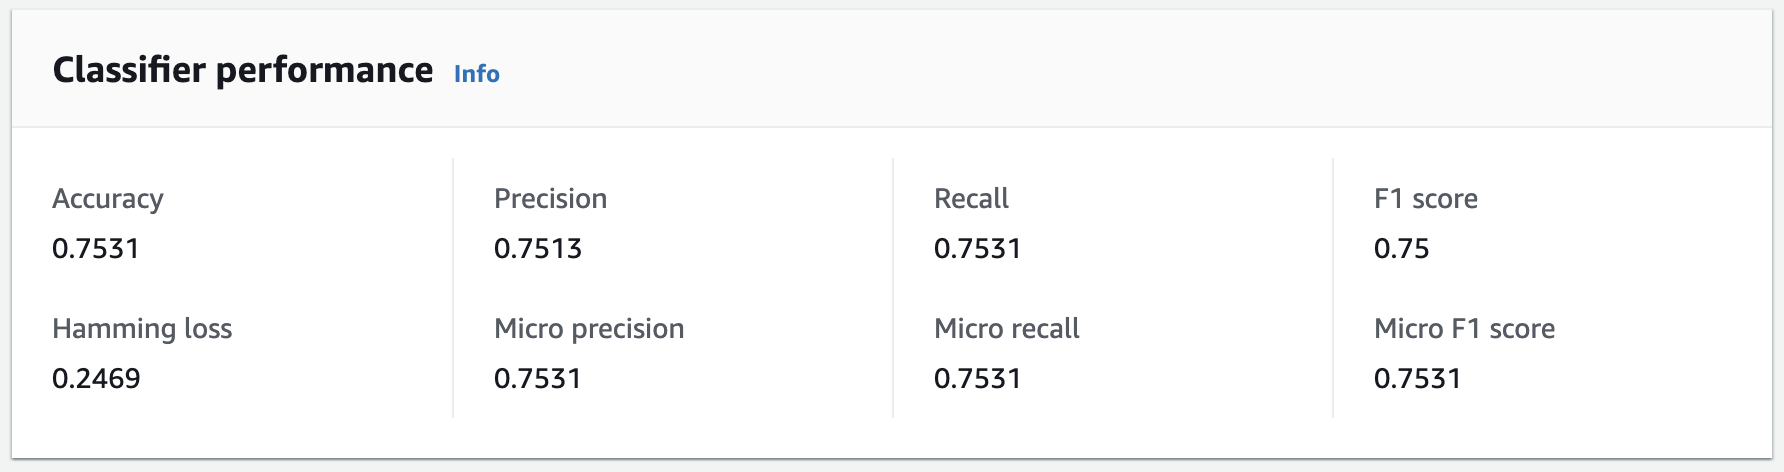 Classifier performance Info
Accuracy
0.7531
Precision
0.7513
Recall
0.7531
F1 score
0.75
Hamming loss
0.2469
Micro precision
0.7531
Micro recall
0.7531
Micro F1 score
0.7531